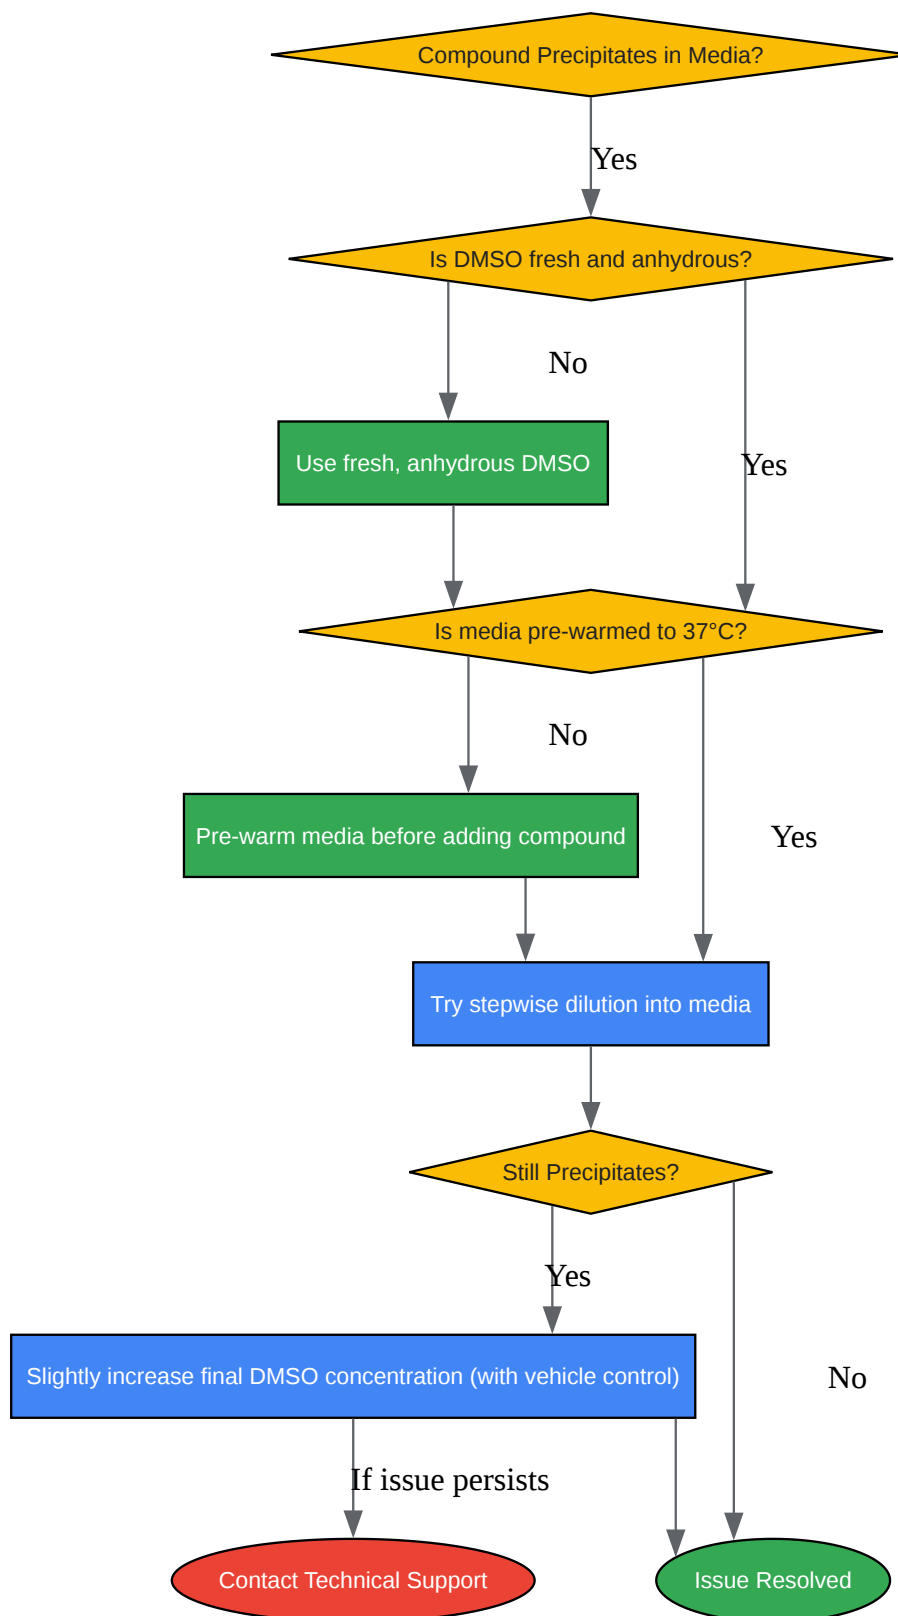 Compound Precipitates in Media?
Yes
Is DMSO fresh and anhydrous?
No
Use fresh, anhydrous DMSO
Yes
Is media pre-warmed to 37°C?
No
Pre-warm media before adding compound
Yes
Try stepwise dilution into media
Still Precipitates?
Yes
Slightly increase final DMSO concentration (with vehicle control)
No
If issue persists
Contact Technical Support
Issue Resolved